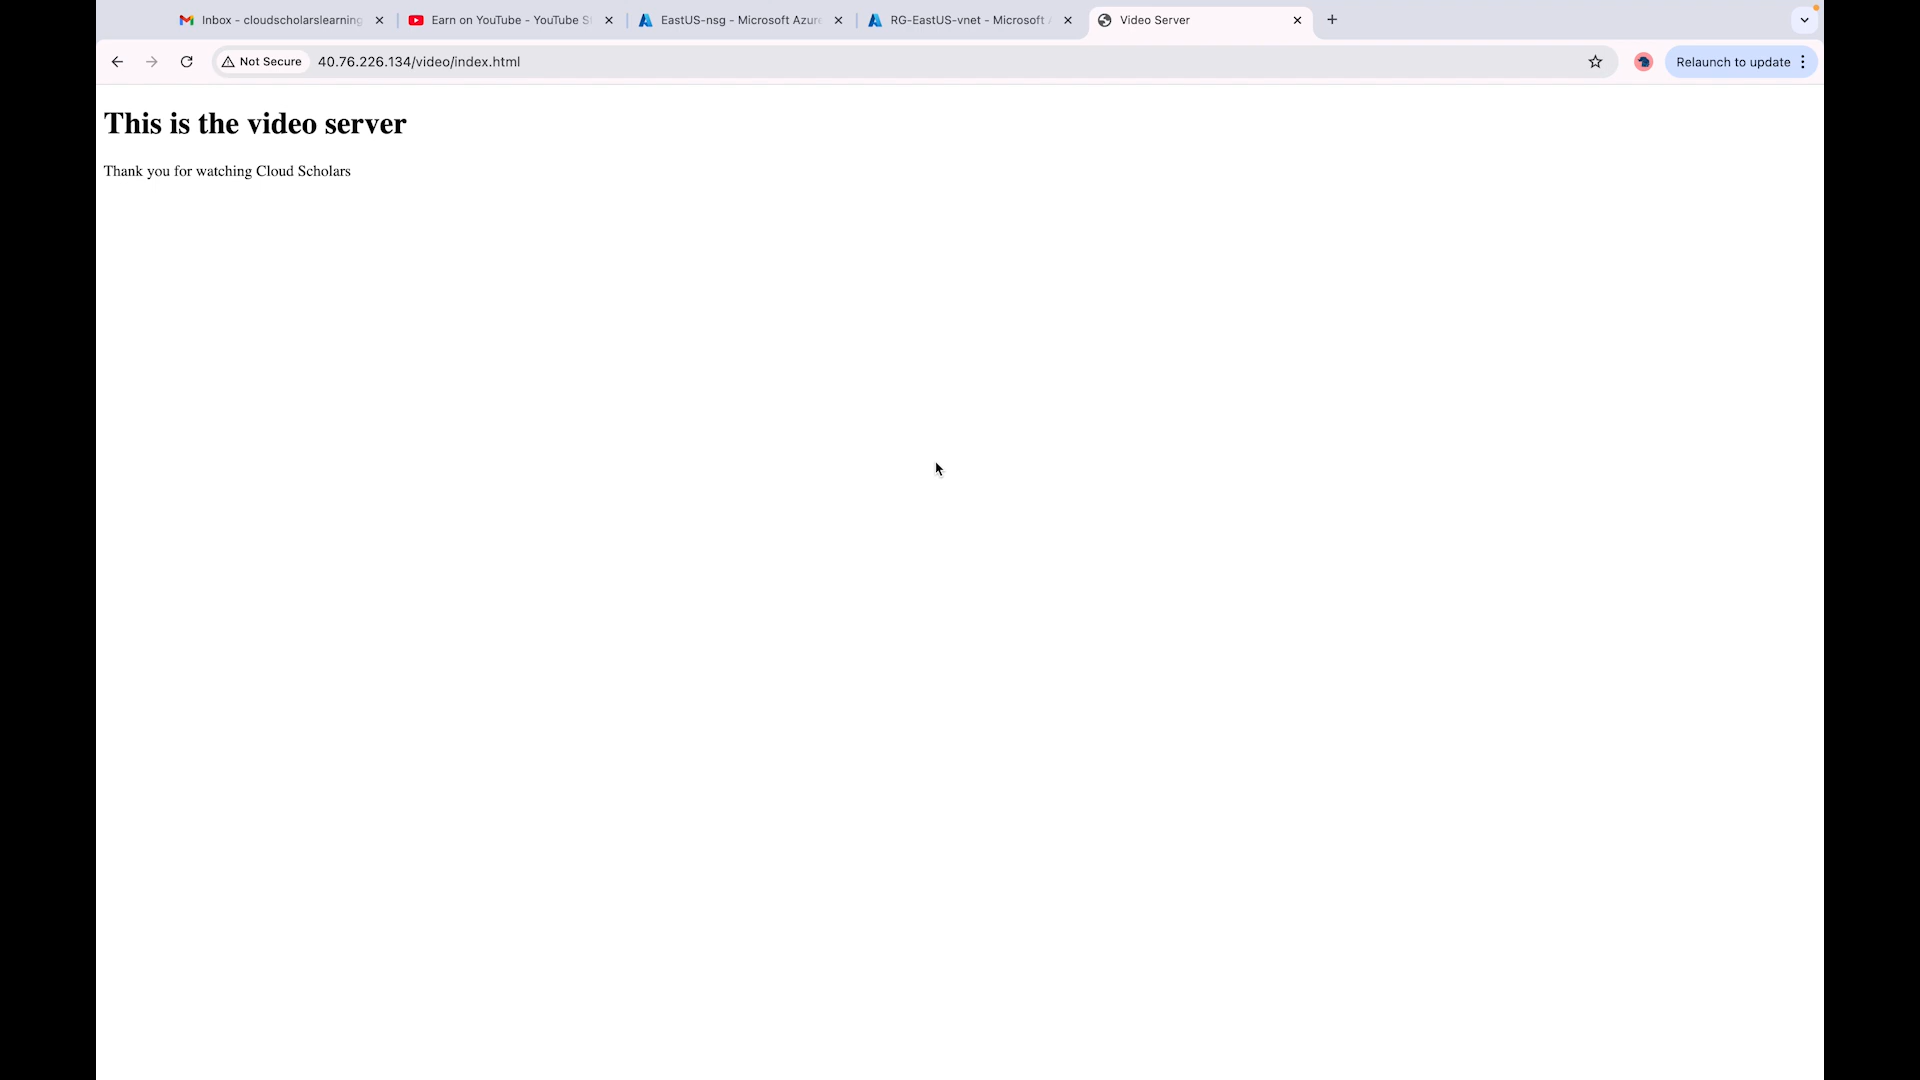 Inbox - cloudscholarslearning
Earn on YouTube - YouTube S
EastUS-nsg - Microsoft Azure
RG-EastUS-vnet - Microsoft
Video Server
Not Secure
40.76.226.134/video/index.html
Relaunch to update
This is the video server
Thank you for watching Cloud Scholars